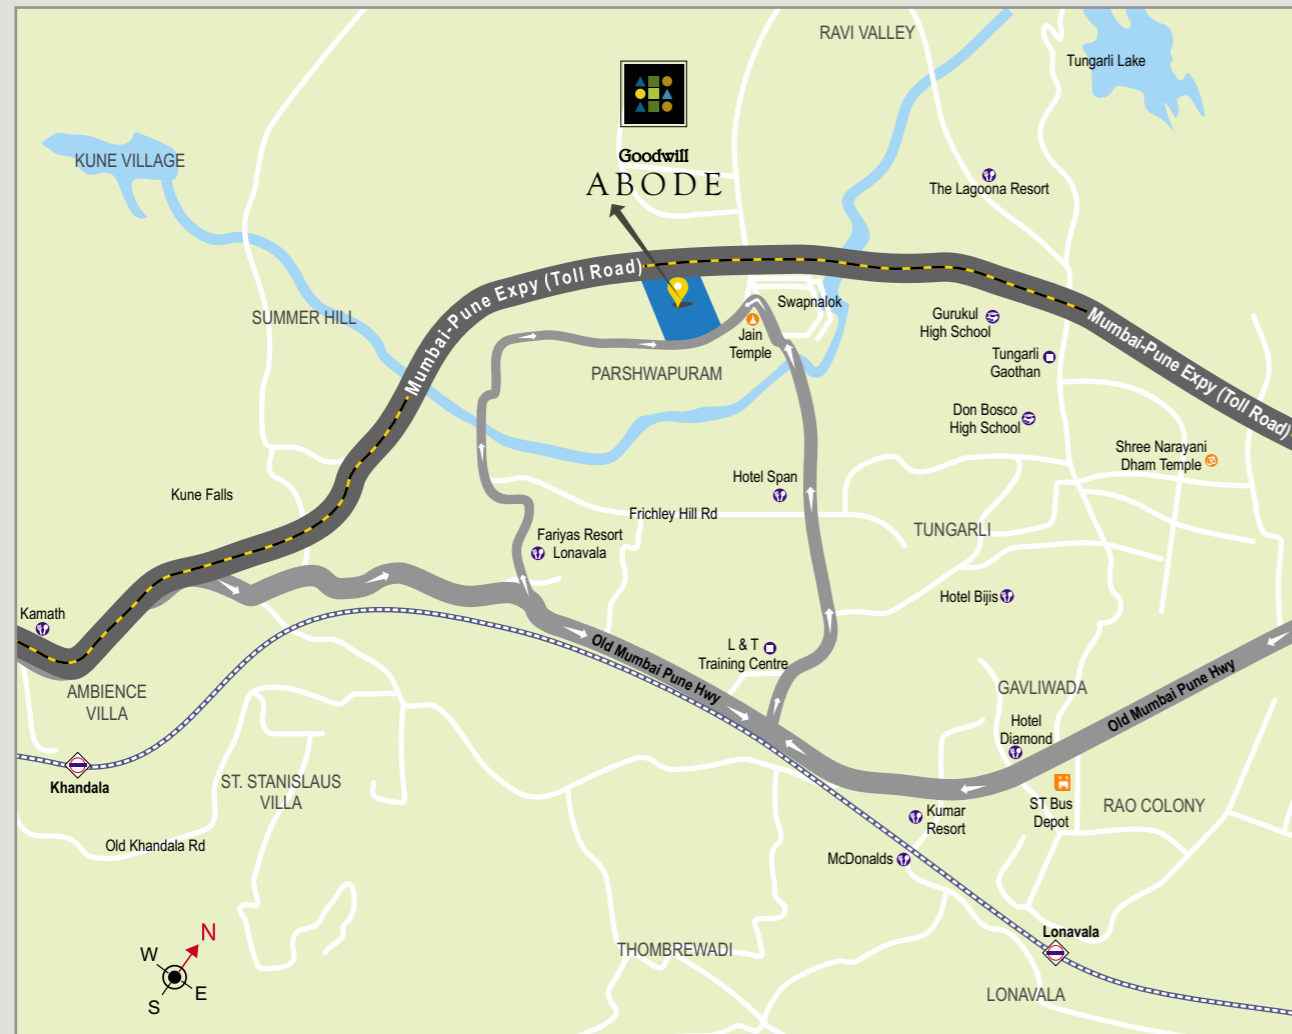 RAVI VALLEY
Tungarli Lake
Goodwill
ABODE
KUNE VILLAGE
The Lagoona Resort
Mumbai-Pune Expy (Toll Road)
Swapnalok
SUMMER HILL
Gurukul
High School
Jain
Temple
Mumbai-Pune Expy (Toll Road)
Tungarli
Gaothan
PARSHWAPURAM
Don Bosco
High School
Shree Narayani
Dham Temple
Hotel Span
Kune Falls
Frichley Hill Rd
TUNGARLI
Fariyas Resort
Lonavala
Hotel Bijis
Kamath
Old Mumbai Pune Hwy
L & T
Training Centre
AMBIENCE
VILLA
GAVLIWADA
Old Mumbai Pune Hwy
Hotel
Diamond
Khandala
ST. STANISLAUS
VILLA
ST Bus
Depot
RAO COLONY
Kumar
Resort
Old Khandala Rd
McDonalds
N
W
E
S
THOMBREWADI
Lonavala
LONAVALA